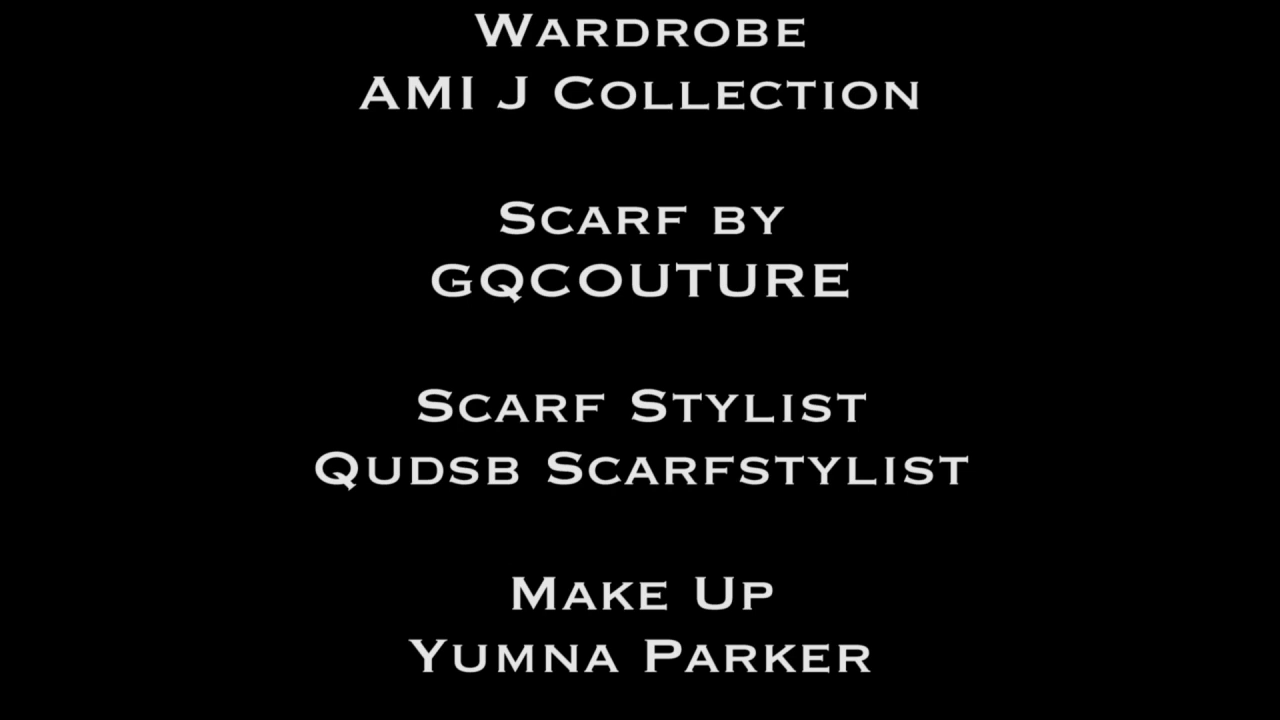 Wardrobe
AMI J Collection
Scarf by
GQCOUTURE
Scarf Stylist
Qudsb Scarfstylist
Make Up
Yumna Parker